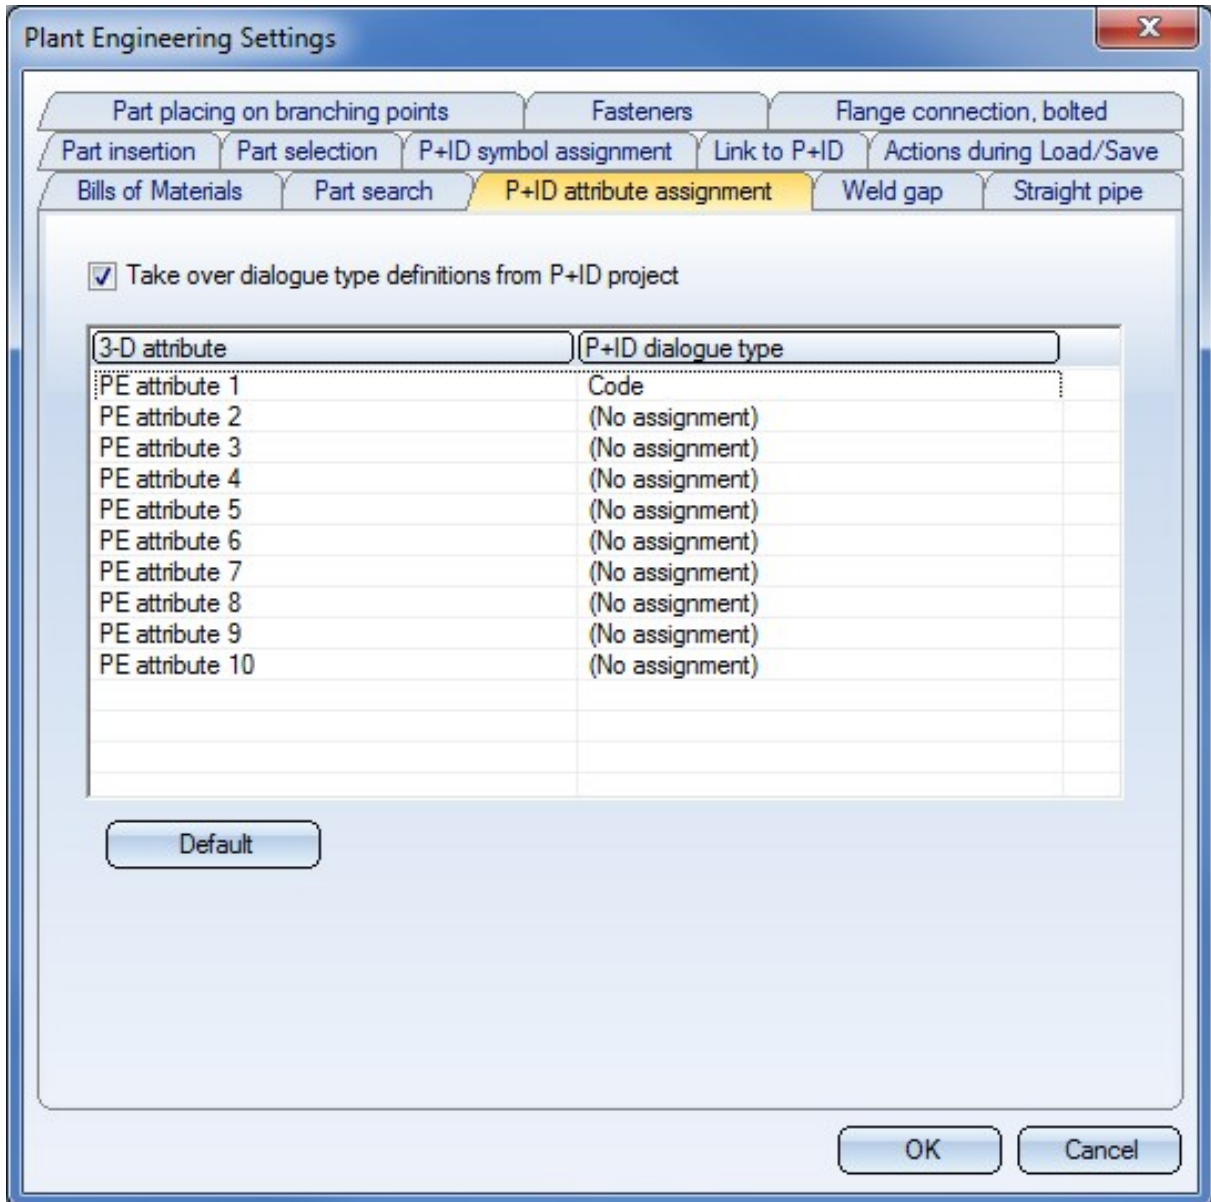 Plant Engineering Settings
Part placing on branching points Fasteners Flange connection, bolted
Part insertion Part selection P+ID symbol assignment Link to P+ID Actions during Load/Save
Bills of Materials Part search P+ID attribute assignment Weld gap Straight pipe
Take over dialogue type definitions from P+ID project
3-D attribute P+ID dialogue type
PE attribute 1 Code
PE attribute 2 (No assignment)
PE attribute 3 (No assignment)
PE attribute 4 (No assignment)
PE attribute 5 (No assignment)
PE attribute 6 (No assignment)
PE attribute 7 (No assignment)
PE attribute 8 (No assignment)
PE attribute 9 (No assignment)
PE attribute 10 (No assignment)
Default
OK Cancel